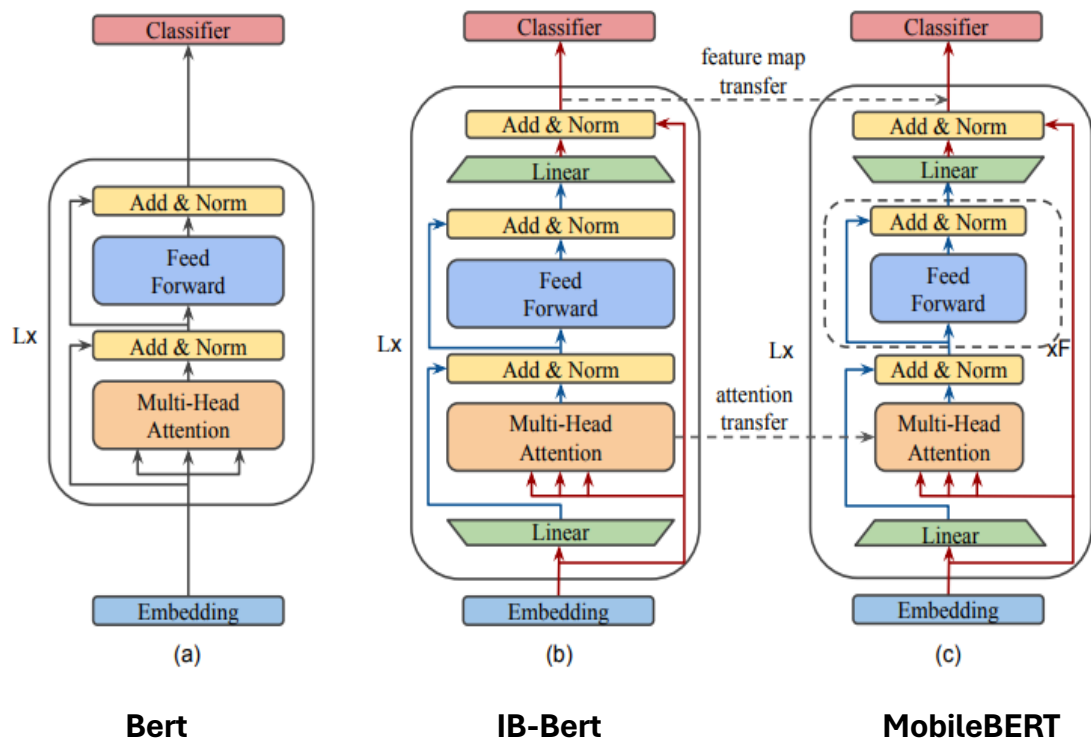 Classifier
Add & Norm
Feed
Forward
Add & Norm
Multi-Head
Attention
Lx
Embedding
(a)
Classifier
Add & Norm
Linear
Add & Norm
Feed
Forward
Add & Norm
Multi-Head
Attention
Linear
Lx
Embedding
(b)
feature map
transfer
attention
transfer
Classifier
Add & Norm
Linear
Add & Norm
Feed
Forward
xF
Add & Norm
Multi-Head
Attention
Linear
Lx
Embedding
(c)
Bert
IB-Bert
MobileBERT